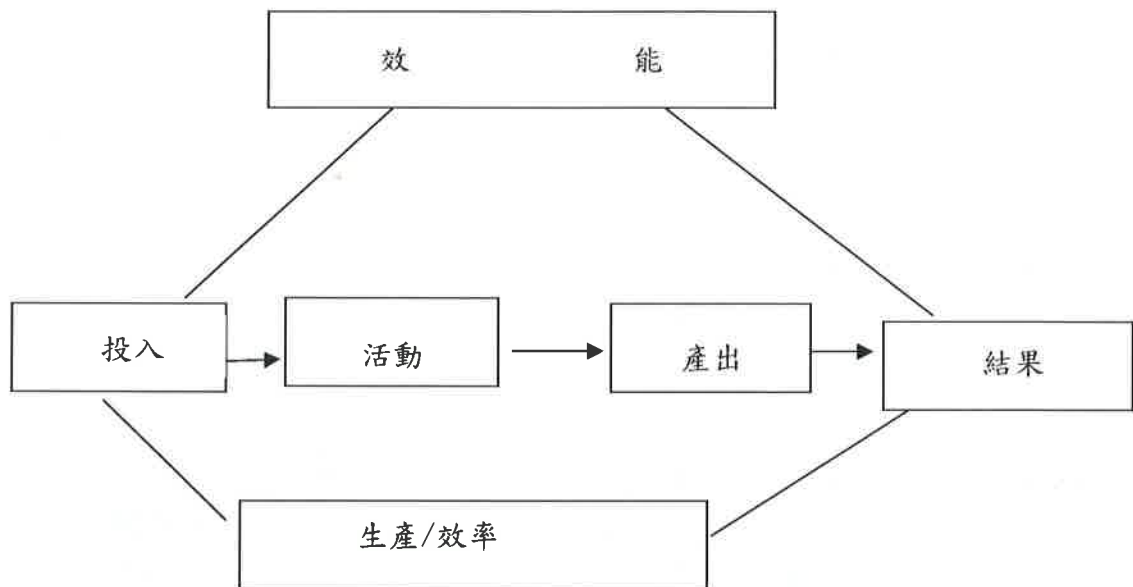 效 能
投入
活動
產出
結果
生產/效率